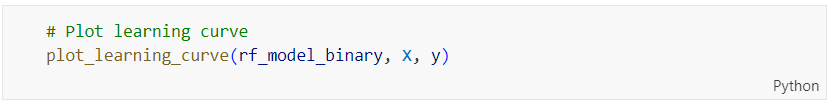 # Plot learning curve
plot_learning_curve(rf_model_binary, X, y)
Python